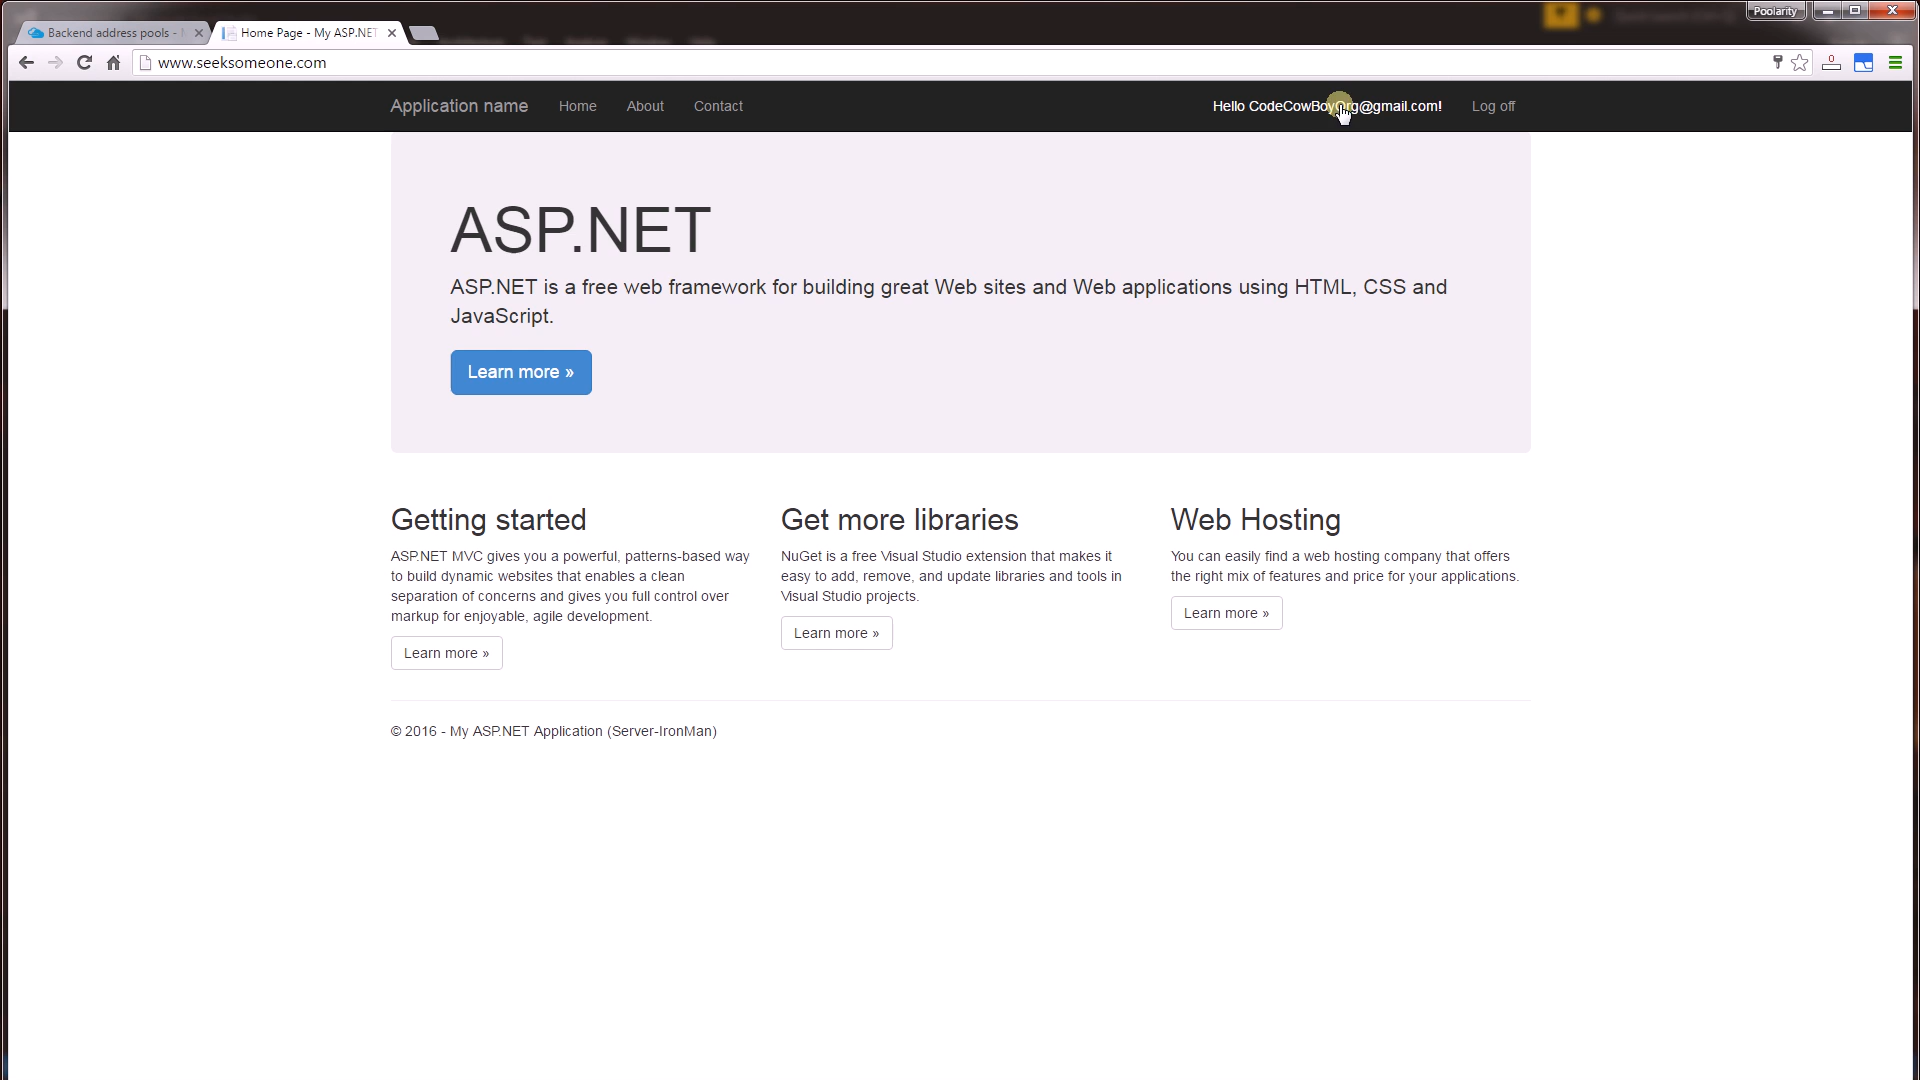 Poolarity
Backend address pools -
Home Page - My ASP.NET
www.seeksomeone.com
0
Application name
Home
About
Contact
Hello CodeCowBoyOrg@gmail.com!
Log off
ASP.NET
ASP.NET is a free web framework for building great Web sites and Web applications using HTML, CSS and
JavaScript.
Learn more »
Getting started
ASP.NET MVC gives you a powerful, patterns-based way
to build dynamic websites that enables a clean
separation of concerns and gives you full control over
markup for enjoyable, agile development.
Learn more »
Get more libraries
NuGet is a free Visual Studio extension that makes it
easy to add, remove, and update libraries and tools in
Visual Studio projects.
Learn more »
Web Hosting
You can easily find a web hosting company that offers
the right mix of features and price for your applications.
Learn more »
© 2016 - My ASP.NET Application (Server-IronMan)